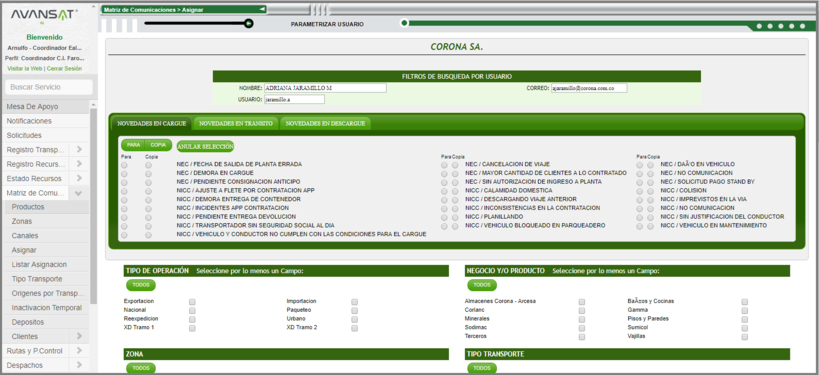 AVANSAT
Bienvenido
Arnulfo - Coordinador Eal...
Perfil: Coordinador C.I. Faro...
Visitar la Web | Cerrar Sesión
Buscar Servicio
Mesa De Apoyo
Notificaciones
Solicitudes
Registro Transp...
Registro Recurs...
Estado Recursos
Matriz de Comu...
Productos
Zonas
Canales
Asignar
Listar Asignacion
Tipo Transporte
Origenes por Transp...
Inactivacion Temporal
Depositos
Clientes
Rutas y P.Control
Despachos
Matriz de Comunicaciones > Asignar
PARAMETRIZAR USUARIO
CORONA SA.
FILTROS DE BUSQUEDA POR USUARIO
NOMBRE: ADRIANA JARAMILLO M CORREO: ajaramillo@corona.com.co
USUARIO: jaramillo.a
NOVEDADES EN CARGUE NOVEDADES EN TRANSITO NOVEDADES EN DESCARGUE
PARA COPIA ANULAR SELECCIÓN
Para Copia Para Copia Para Copia
NEC / FECHA DE SALIDA DE PLANTA ERRADA NEC / CANCELACION DE VIAJE NEC / DAÃ‘O EN VEHICULO
NEC / DEMORA EN CARGUE NEC / MAYOR CANTIDAD DE CLIENTES A LO CONTRATADO NEC / NO COMUNICACION
NEC / PENDIENTE CONSIGNACION ANTICIPO NEC / SIN AUTORIZACION DE INGRESO A PLANTA NEC / SOLICITUD PAGO STAND BY
NICC / AJUSTE A FLETE POR CONTRATACION APP NICC / CALAMIDAD DOMESTICA NICC / COLISION
NICC / DEMORA ENTREGA DE CONTENEDOR NICC / DESCARGANDO VIAJE ANTERIOR NICC / IMPREVISTOS EN LA VIA
NICC / INCIDENTES APP CONTRATACION NICC / INCONSISTENCIAS EN LA CONTRATACION NICC / NO COMUNICACION
NICC / PENDIENTE ENTREGA DEVOLUCION NICC / PLANILLANDO NICC / SIN JUSTIFICACION DEL CONDUCTOR
NICC / TRANSPORTADOR SIN SEGURIDAD SOCIAL AL DIA NICC / VEHICULO BLOQUEADO EN PARQUEADERO NICC / VEHICULO EN MANTENIMIENTO
NICC / VEHICULO Y CONDUCTOR NO CUMPLEN CON LAS CONDICIONES PARA EL CARGUE
TIPO DE OPERACIÓN Seleccione por lo menos un Campo:
TODOS
Exportacion Importacion
Nacional Paqueteo
Reexpedicion Urbano
XD Tramo 1 XD Tramo 2
NEGOCIO Y/O PRODUCTO Seleccione por lo menos un Campo:
TODOS
Almacenes Corona - Arcesa BaÃ±os y Cocinas
Corlanc Gamma
Minerales Pisos y Paredes
Sodimac Sumicol
Terceros Vajillas
ZONA
TODOS
TIPO TRANSPORTE
TODOS